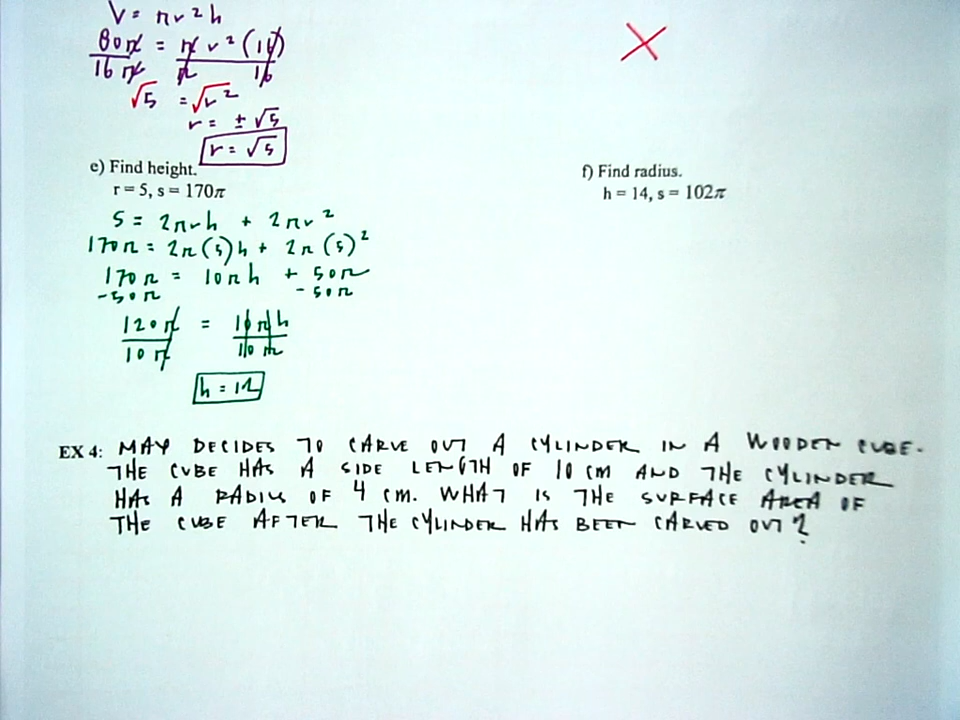 V = πr²h
80π = πr²(16)
16π π 16
√5 = √r²
r = ±√5
r = √5
e) Find height.
r = 5, s = 170π
f) Find radius.
h = 14, s = 102π
S = 2πrh + 2πr²
170π = 2π(5)h + 2π(5)²
170π = 10πh + 50π
-50π - 50π
120π = 10πh
10π 10π
h = 12
EX 4: MAY DECIDES TO CARVE OUT A CYLINDER IN A WOODEN CUBE.
THE CUBE HAS A SIDE LENGTH OF 10 CM AND THE CYLINDER
HAS A RADIUS OF 4 CM. WHAT IS THE SURFACE AREA OF
THE CUBE AFTER THE CYLINDER HAS BEEN CARVED OUT?